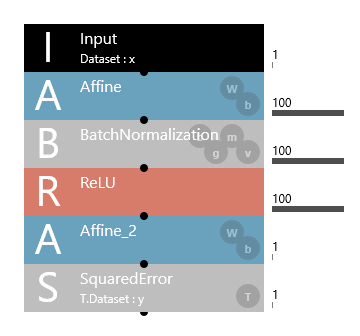 I Input 1
Dataset : x
A Affine W b 100
B BatchNormalization m g v 100
R ReLU 100
A Affine_2 W b 1
S SquaredError T 1
T.Dataset : y